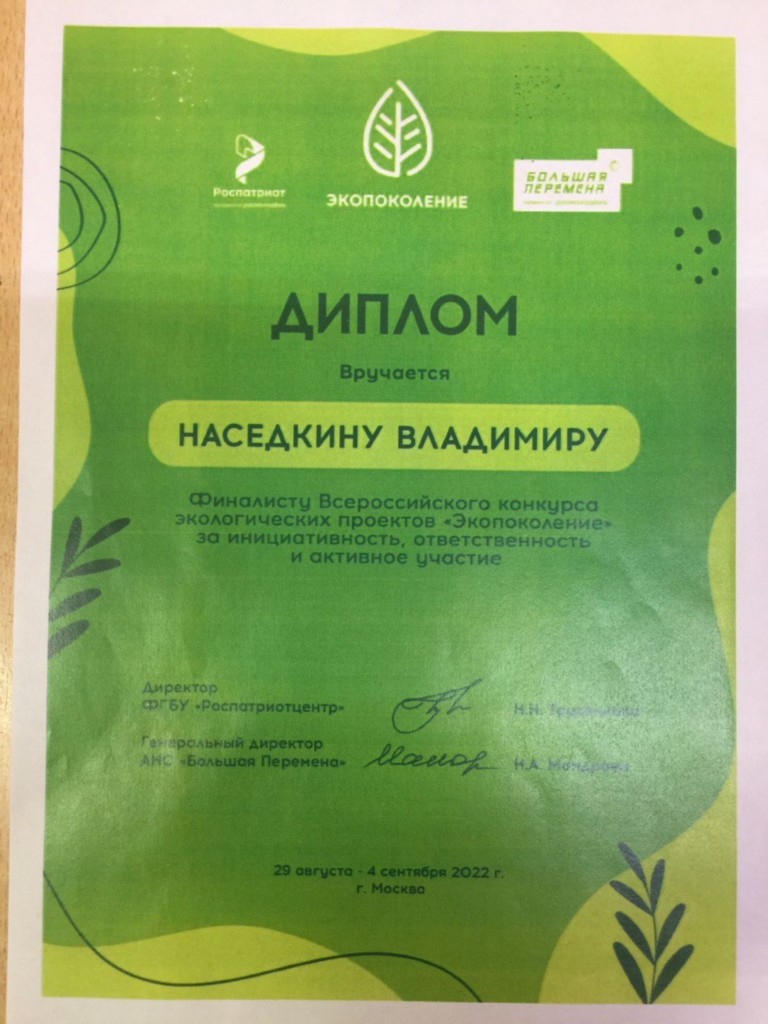 Роспатриот
ЭКОПОКОЛЕНИЕ
БОЛЬШАЯ
ПЕРЕМЕНА
ДИПЛОМ
Вручается
НАСЕДКИНУ ВЛАДИМИРУ
Финалисту Всероссийского конкурса
экологических проектов «Экопоколение»
за инициативность, ответственность
и активное участие
Директор
ФГБУ «Роспатриотцентр»
Н.Н.
Генеральный директор
АНО «Большая Перемена»
Н.А.
29 августа - 4 сентября 2022 г.
г. Москва